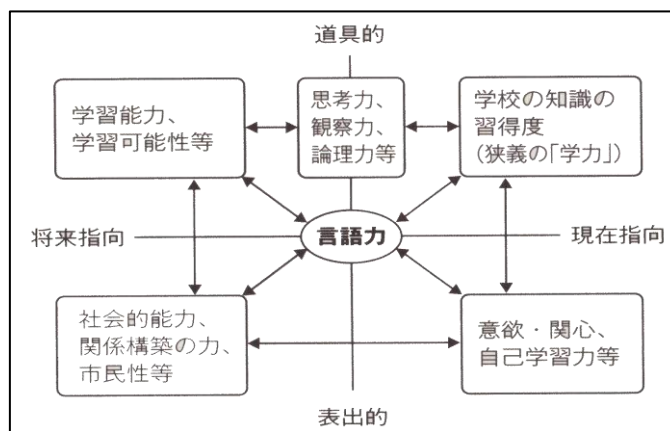 道具的
学習能力、
学習可能性等
思考力、
観察力、
論理力等
学校の知識の
習得度
(狭義の「学力」)
将来指向
言語力
現在指向
社会的能力、
関係構築の力、
市民性等
意欲・関心、
自己学習力等
表出的